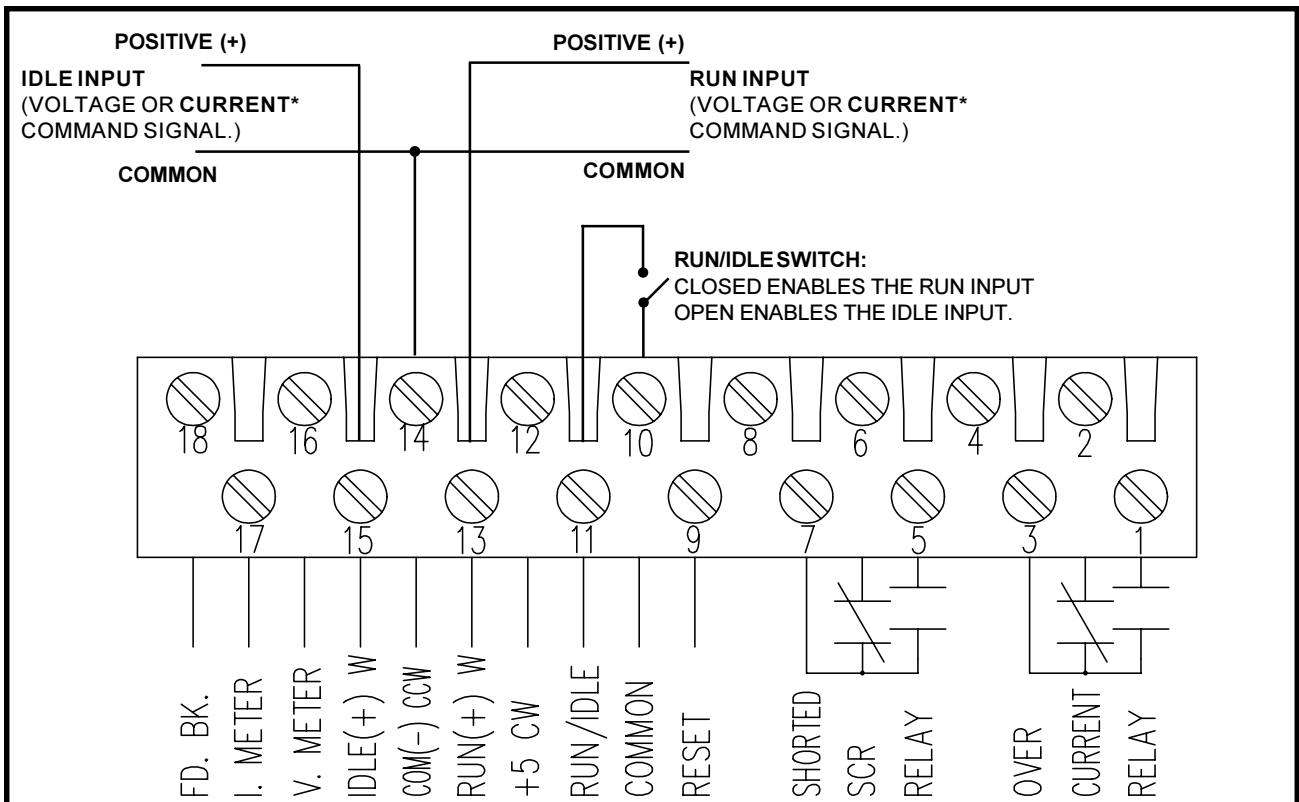 POSITIVE (+)
POSITIVE (+)
IDLE INPUT
(VOLTAGE OR CURRENT*
COMMAND SIGNAL.)
RUN INPUT
(VOLTAGE OR CURRENT*
COMMAND SIGNAL.)
COMMON
COMMON
RUN/IDLE SWITCH:
CLOSED ENABLES THE RUN INPUT
OPEN ENABLES THE IDLE INPUT.
18 16 14 12 10 8 6 4 2
17 15 13 11 9 7 5 3 1
FD. BK.
I. METER
V. METER
IDLE(+) W
COM(-) CCW
RUN(+) W
+5 CW
RUN/IDLE
COMMON
RESET
SHORTED
SCR
RELAY
OVER
CURRENT
RELAY